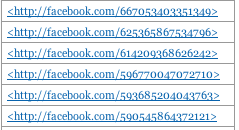 <http://facebook.com/667053403351349>
<http://facebook.com/625365867534796>
<http://facebook.com/614209368626242>
<http://facebook.com/596770047072710>
<http://facebook.com/593685204043763>
<http://facebook.com/590545864372121>